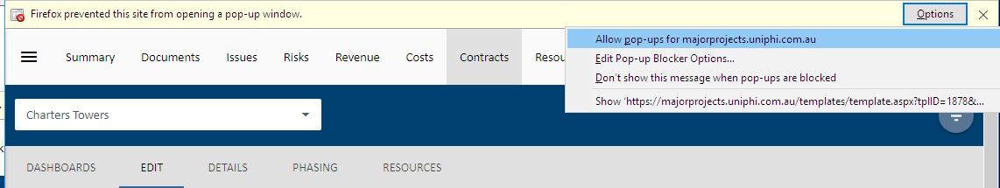 Firefox prevented this site from opening a pop-up window.
Options
Allow pop-ups for majorprojects.uniphi.com.au
Edit Pop-up Blocker Options...
Don't show this message when pop-ups are blocked
Show 'https://majorprojects.uniphi.com.au/templates/template.aspx?tplID=1878&...
Summary Documents Issues Risks Revenue Costs Contracts
Charters Towers
DASHBOARDS EDIT DETAILS PHASING RESOURCES